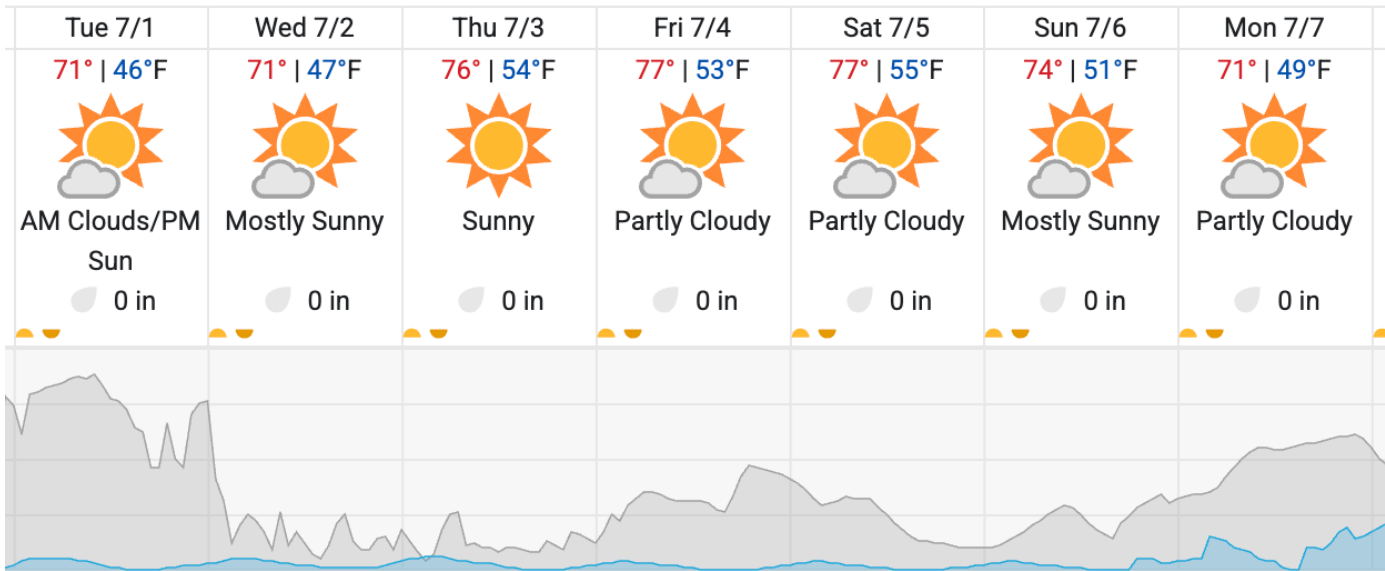 Tue 7/1 Wed 7/2 Thu 7/3 Fri 7/4 Sat 7/5 Sun 7/6 Mon 7/7
71° | 46°F 71° | 47°F 76° | 54°F 77° | 53°F 77° | 55°F 74° | 51°F 71° | 49°F
AM Clouds/PM Mostly Sunny Sunny Partly Cloudy Partly Cloudy Mostly Sunny Partly Cloudy
Sun
0 in 0 in 0 in 0 in 0 in 0 in 0 in